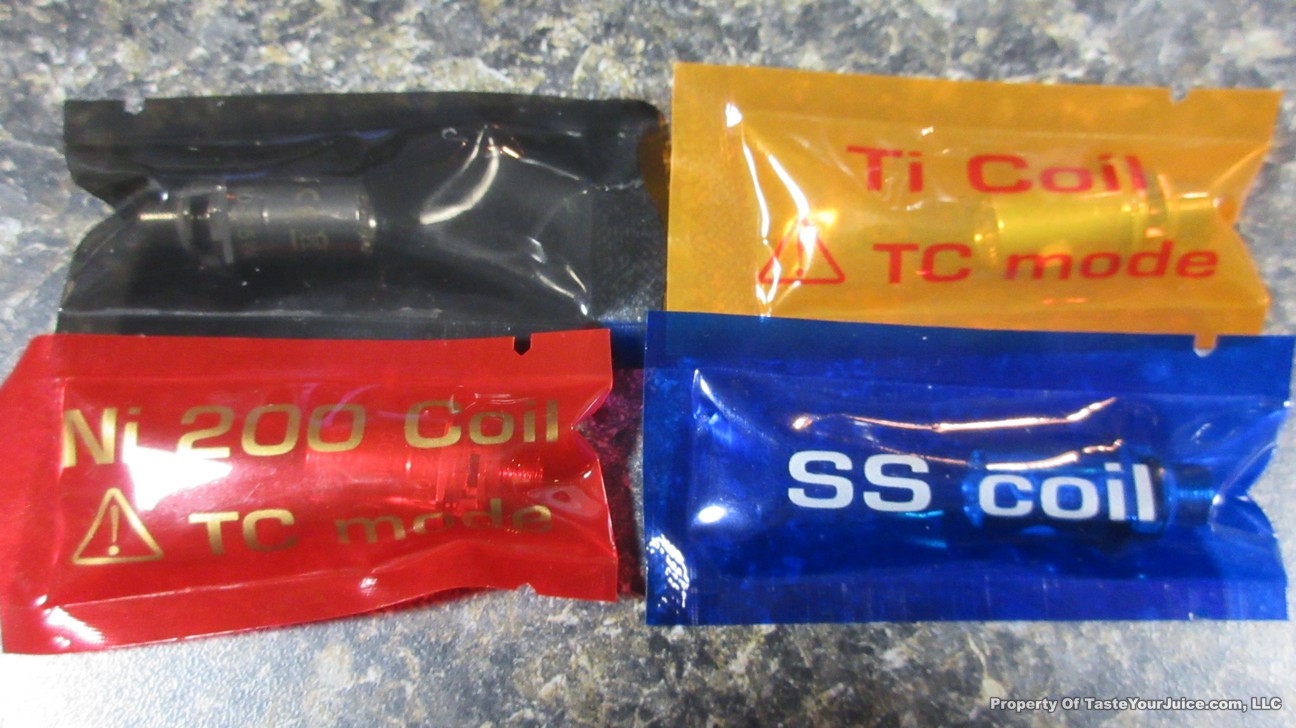 Ti Coil
⚠ TC mode
Ni 200 Coil
⚠ TC mode
SS coil
Property Of TasteYourJuice.com, LLC